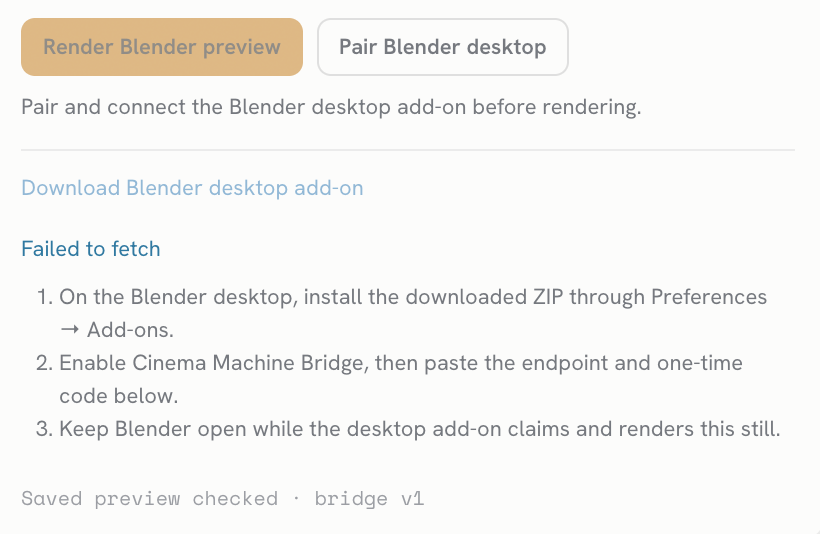 Render Blender preview
Pair Blender desktop
Pair and connect the Blender desktop add-on before rendering.
Download Blender desktop add-on
Failed to fetch
1. On the Blender desktop, install the downloaded ZIP through Preferences
→ Add-ons.
2. Enable Cinema Machine Bridge, then paste the endpoint and one-time
code below.
3. Keep Blender open while the desktop add-on claims and renders this still.
Saved preview checked · bridge v1